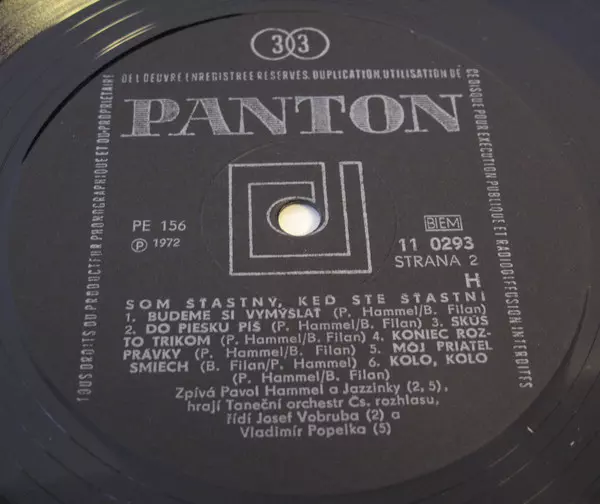 33
DE L OEUVRE ENREGISTREE RESERVES. DUPLICATION, UTILISATION DE
CE DISQUE POUR EXECUTION PUBLIQUE ET RADIODIFFUSION INTERDITES
TOUS DROITS DU PRODUCTEUR PHONOGRAPHIQUE ET DU PROPRIETAIRE
PANTON
PE 156
BIEM
Ⓟ 1972
11 0293
STRANA 2
H
SOM ŠŤASTNÝ, KEĎ STE ŠŤASTNÍ
1. BUDEME SI VYMÝŠĽAŤ (P. Hammel/B. Filan)
2. DO PIESKU PÍŠ (P. Hammel/B. Filan) 3. SKÚS
TO TRIKOM (P. Hammel/B. Filan) 4. KONIEC ROZ-
PRÁVKY (P. Hammel/B. Filan) 5. MÔJ PRIATEĽ
SMIECH (B. Filan/P. Hammel) 6. KOLO, KOLO
(P. Hammel/B. Filan)
Zpívá Pavol Hammel a Jazzinky (2, 5),
hrají Taneční orchestr Čs. rozhlasu,
řídí Josef Vobruba (2) a
Vladimír Popelka (5)